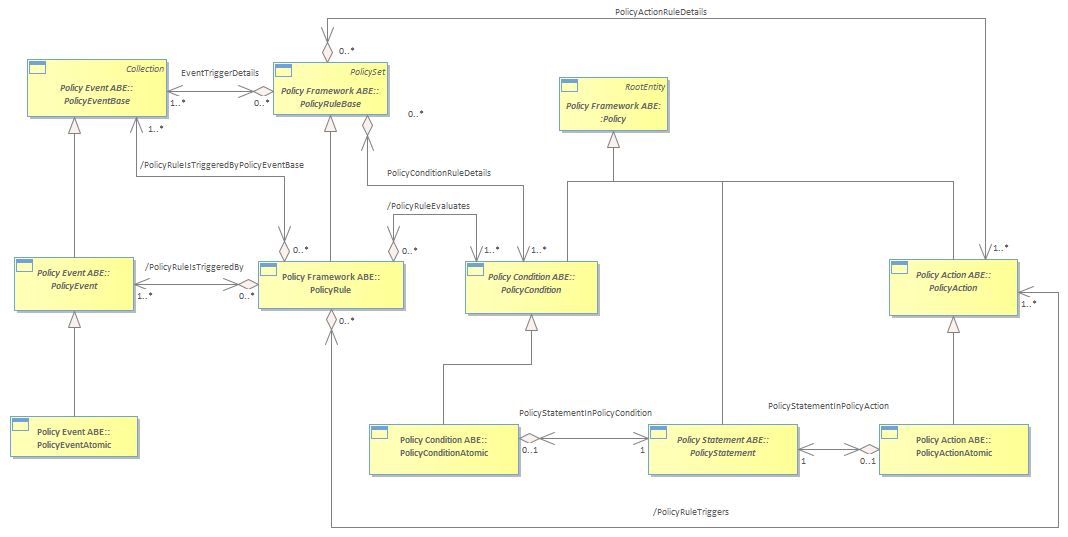 PolicyActionRuleDetails
0..*
Collection
Policy Event ABE::
PolicyEventBase
EventTriggerDetails
1..*
0..*
PolicySet
Policy Framework ABE::
PolicyRuleBase
0..*
RootEntity
Policy Framework ABE:
:Policy
1..*
/PolicyRuleIsTriggeredByPolicyEventBase
PolicyConditionRuleDetails
/PolicyRuleEvaluates
0..*
0..*
1..*
1..*
1..*
Policy Event ABE::
PolicyEvent
/PolicyRuleIsTriggeredBy
1..*
0..*
Policy Framework ABE::
PolicyRule
Policy Condition ABE::
PolicyCondition
Policy Action ABE::
PolicyAction
1..*
0..*
Policy Event ABE::
PolicyEventAtomic
Policy Condition ABE::
PolicyConditionAtomic
PolicyStatementInPolicyCondition
0..1
1
Policy Statement ABE::
PolicyStatement
PolicyStatementInPolicyAction
1
0..1
Policy Action ABE::
PolicyActionAtomic
/PolicyRuleTriggers